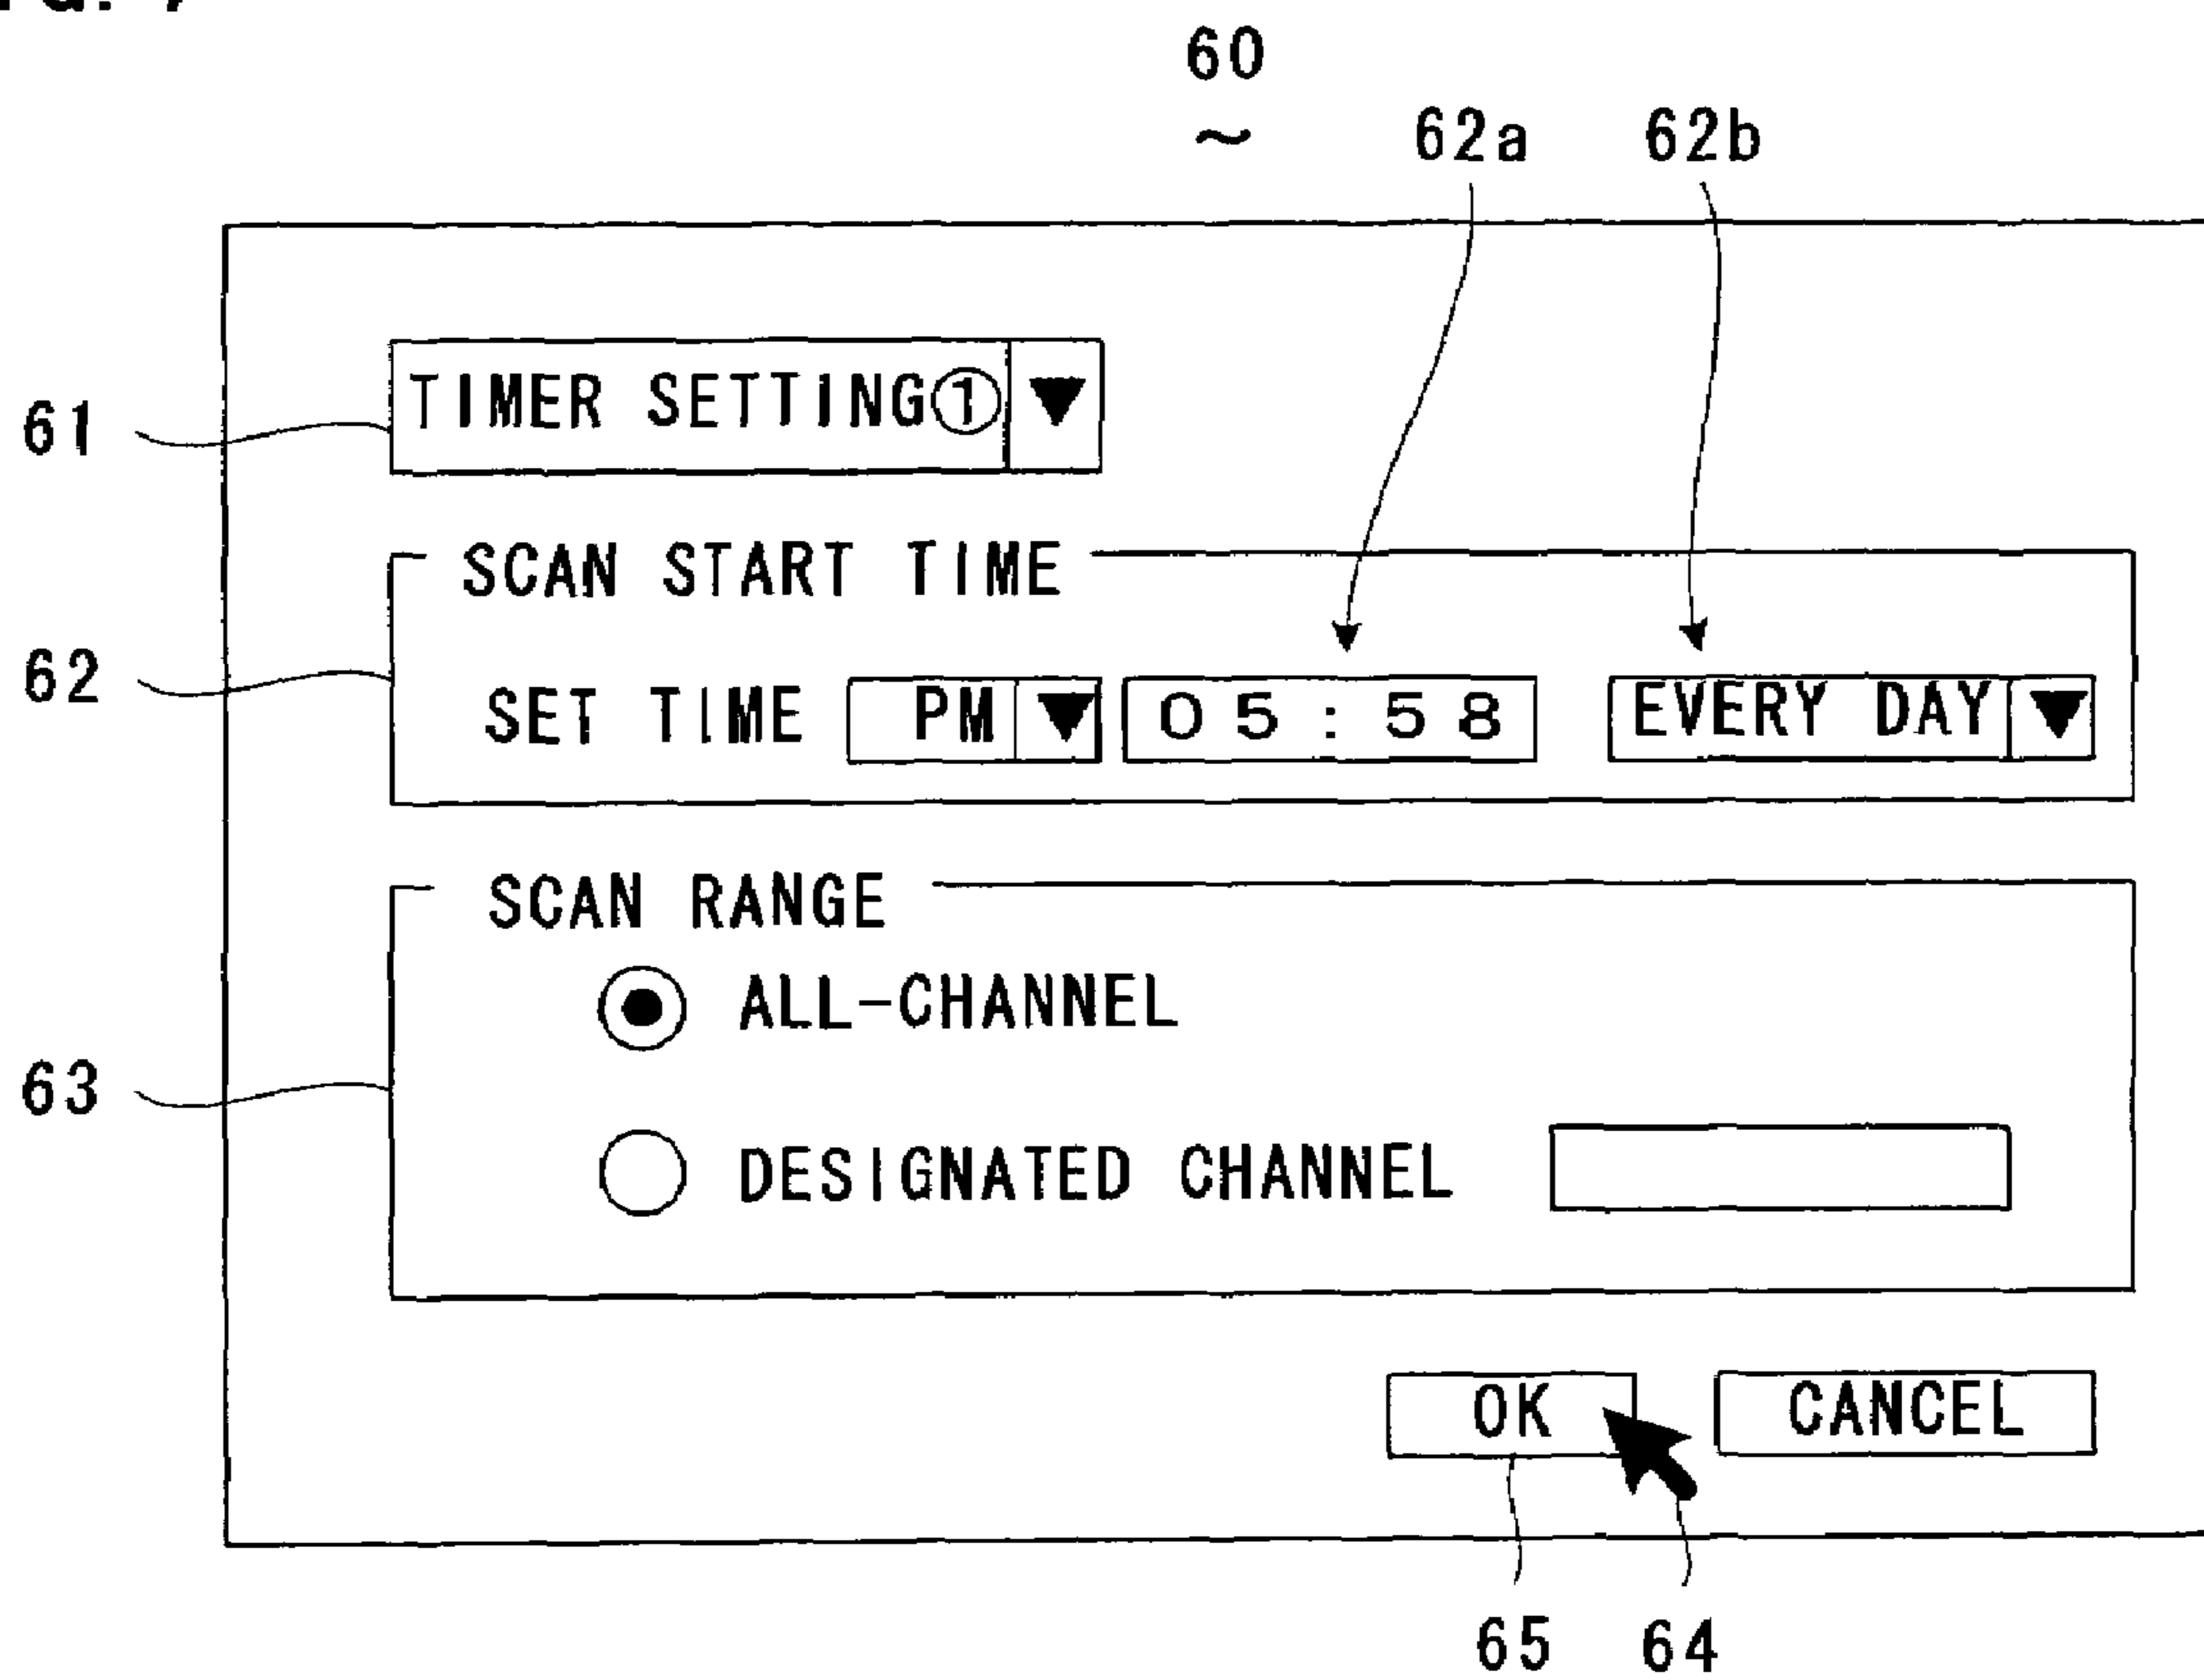 60
~
62a 62b
TIMER SETTING①▼
61
SCAN START TIME
62
SET TIME PM ▼ 05:58 EVERY DAY ▼
SCAN RANGE
ALL-CHANNEL
63
DESIGNATED CHANNEL
OK CANCEL
65 64